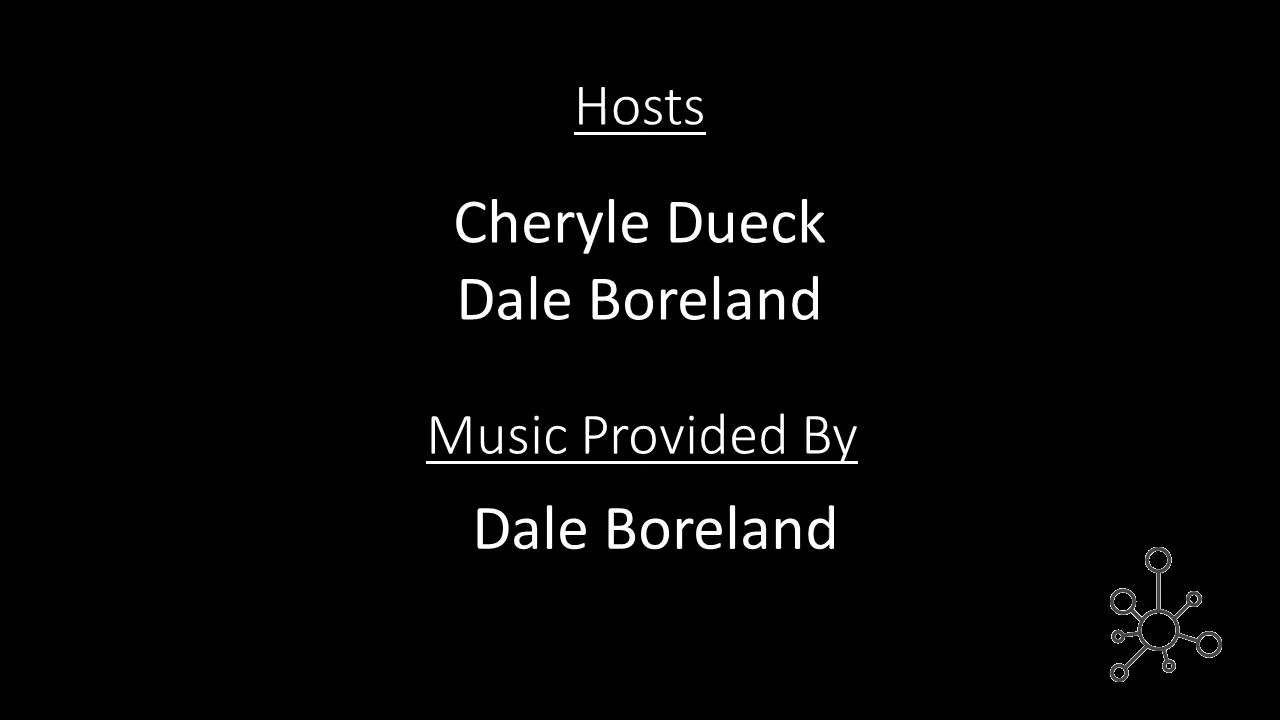 Hosts
Cheryle Dueck
Dale Boreland
Music Provided By
Dale Boreland